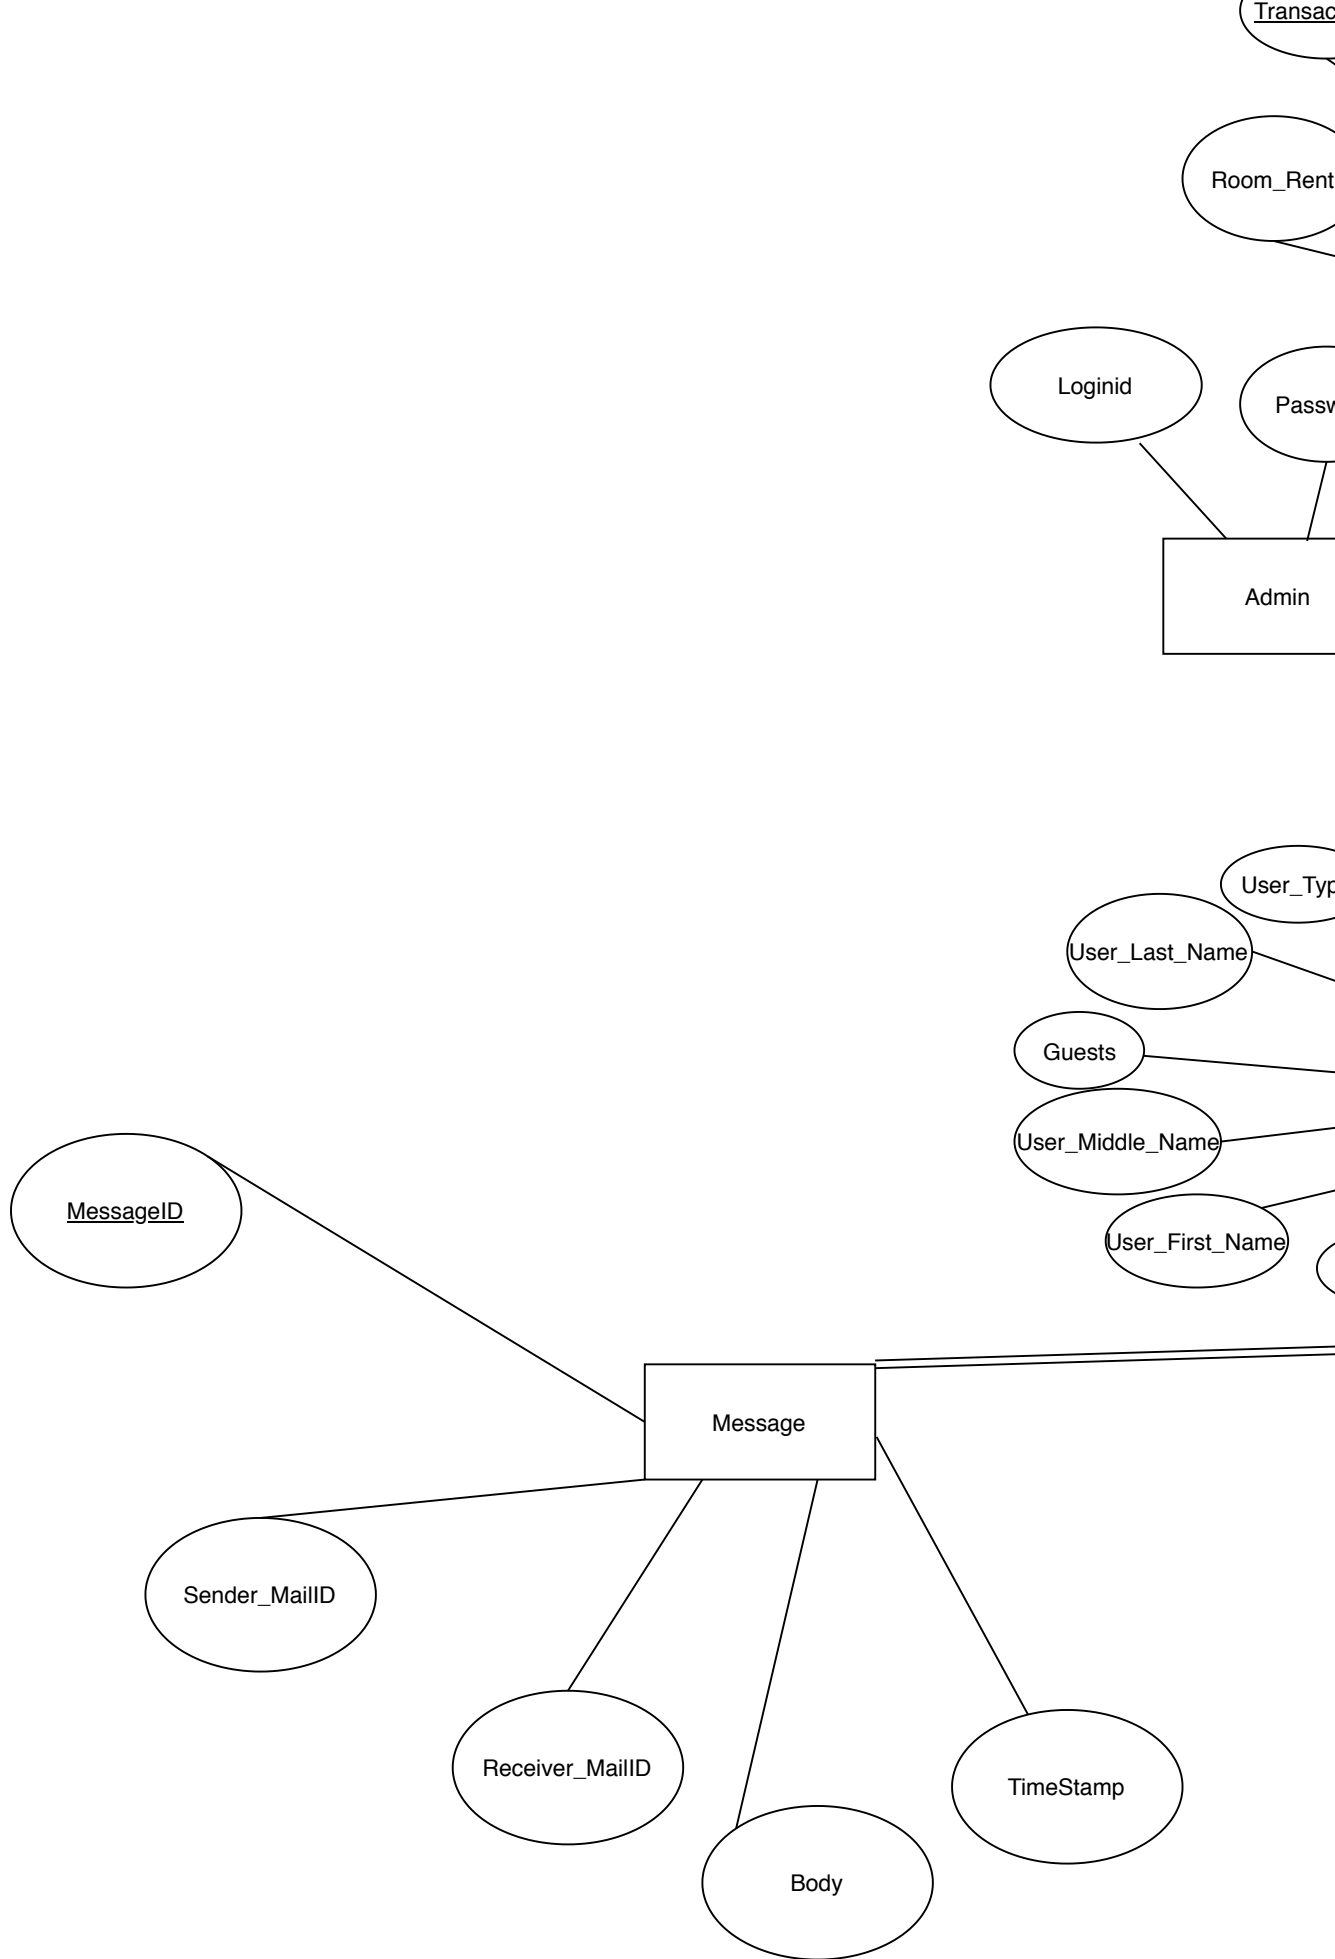 Room_Rent
Loginid
Admin
User_Last_Name
Guests
User_Middle_Name
MessageID
User_First_Name
Message
Sender_MailID
Receiver_MailID
TimeStamp
Body